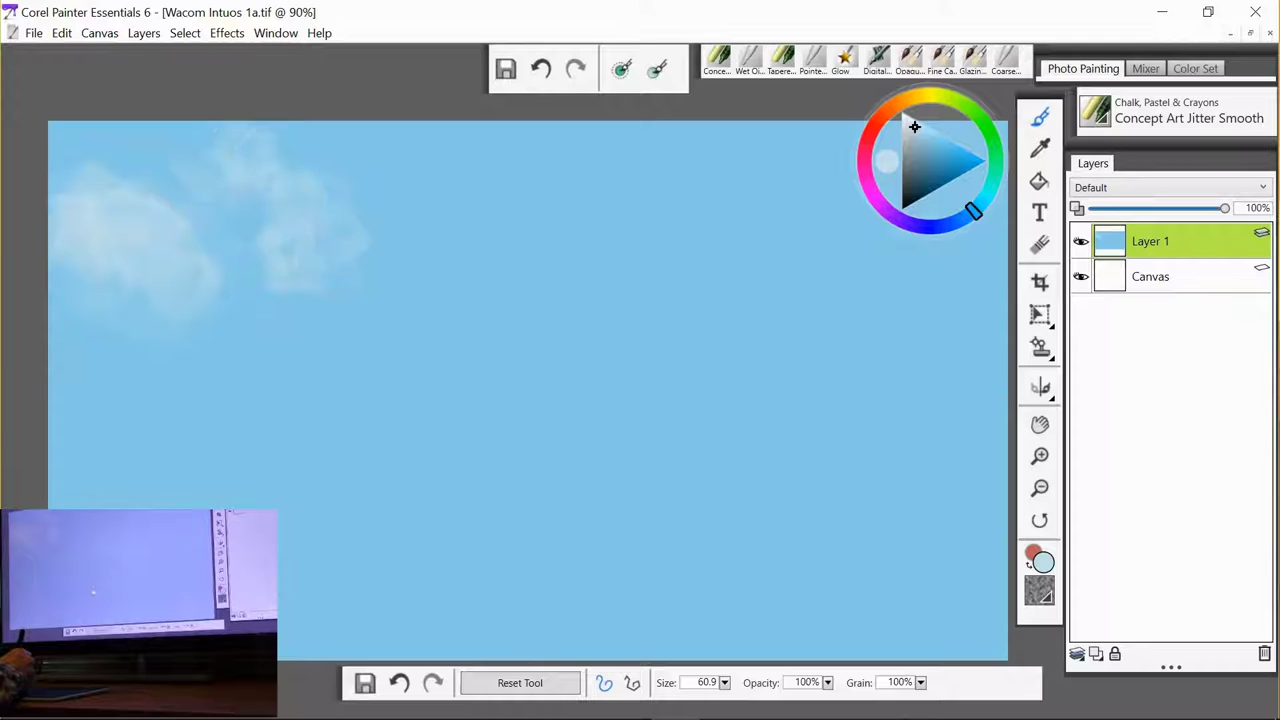 Corel Painter Essentials 6 - [Wacom Intuos 1a.tif @ 90%]
File Edit Canvas Layers Select Effects Window Help
Conce... Wet Oi... Tapere... Pointe... Glow Digital... Opaqu... Fine Ca... Glazin... Coarse...
Photo Painting Mixer Color Set
Chalk, Pastel & Crayons
Concept Art Jitter Smooth
Layers
Default
100%
Layer 1
Canvas
T
Reset Tool Size: 60.9 Opacity: 100% Grain: 100%